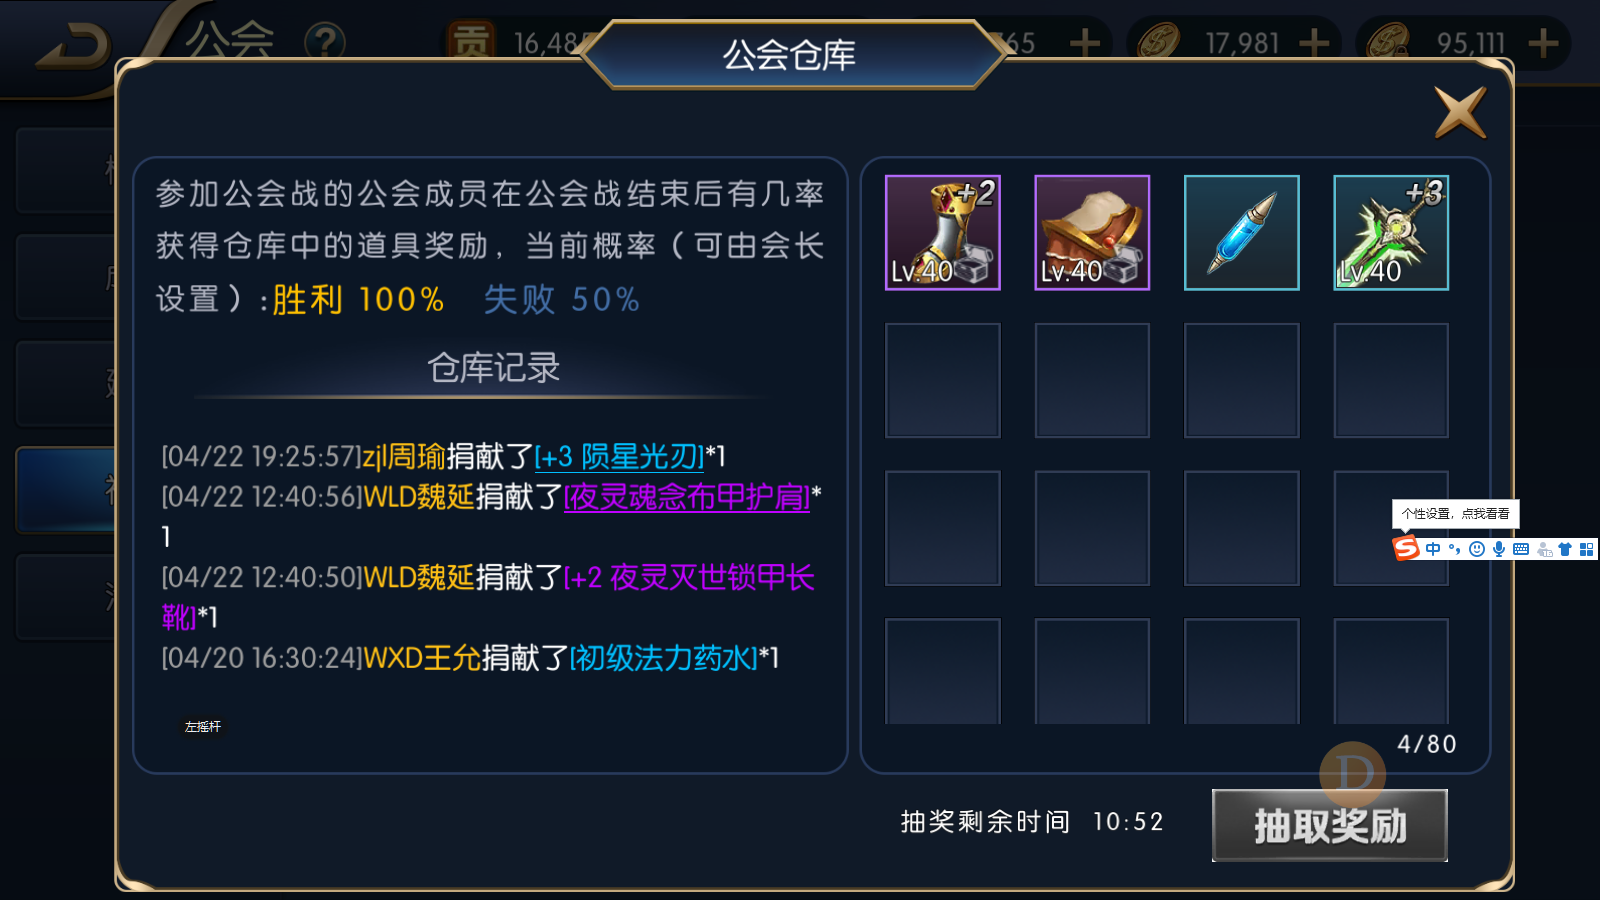 公会
?
贡
16,485
765
17,981
95,111
公会仓库
参加公会战的公会成员在公会战结束后有几率
获得仓库中的道具奖励，当前概率（可由会长
设置）:胜利 100% 失败 50%
仓库记录
[04/22 19:25:57]zjl周瑜捐献了[+3 陨星光刃]*1
[04/22 12:40:56]WLD魏延捐献了[夜灵魂念布甲护肩]*
1
[04/22 12:40:50]WLD魏延捐献了[+2 夜灵灭世锁甲长
靴]*1
[04/20 16:30:24]WXD王允捐献了[初级法力药水]*1
左摇杆
+2
Lv.40
Lv.40
+3
Lv.40
个性设置，点我看看
中
4/80
D
抽奖剩余时间 10:52
抽取奖励